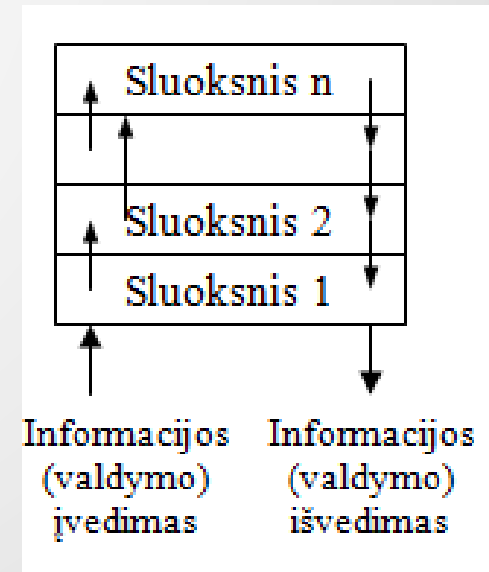 Sluoksnis n
Sluoksnis 2
Sluoksnis 1
Informacijos
(valdymo)
įvedimas
Informacijos
(valdymo)
išvedimas